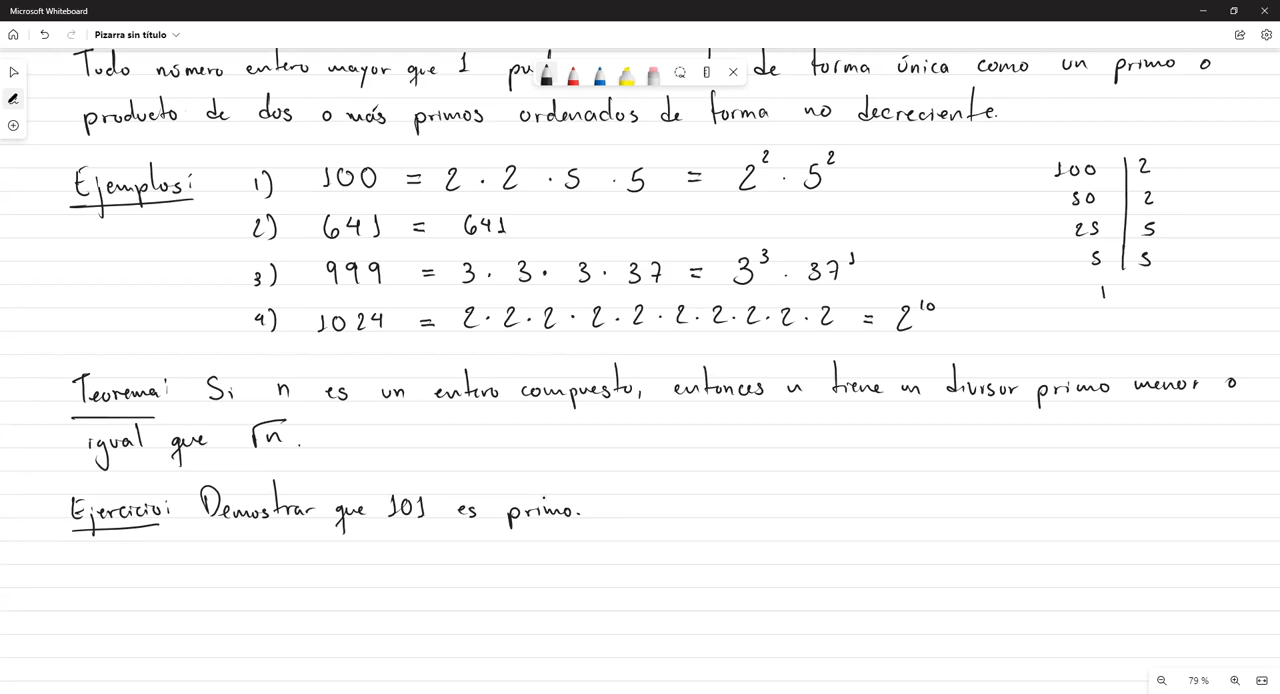 Microsoft Whiteboard
Pizarra sin título
Todo número entero mayor que 1 de forma única como un primo o
producto de dos o más primos ordenados de forma no decreciente.
Ejemplos: 1) 100 = 2 · 2 · 5 · 5 = 2² · 5²
2) 641 = 641
3) 999 = 3 · 3 · 3 · 37 = 3³ · 37¹
4) 1024 = 2 · 2 · 2 · 2 · 2 · 2 · 2 · 2 · 2 · 2 = 2¹⁰
100 | 2
50 | 2
25 | 5
5 | 5
1
Teorema: Si n es un entero compuesto, entonces n tiene un divisor primo menor o
igual que √n.
Ejercicio: Demostrar que 101 es primo.
79 %